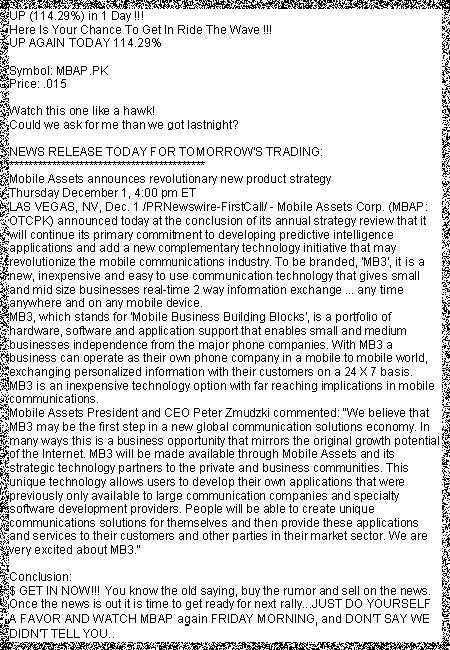 UP (114.29%) in 1 Day !!!
Here Is Your Chance To Get In Ride The Wave !!!
UP AGAIN TODAY 114.29%
Symbol: MBAP.PK
Price: .015
Watch this one like a hawk!
Could we ask for me than we got lastnight?
NEWS RELEASE TODAY FOR TOMORROW'S TRADING:
***************************************
Mobile Assets announces revolutionary new product strategy
Thursday December 1, 4:00 pm ET
LAS VEGAS, NV, Dec. 1 /PRNewswire-FirstCall/ - Mobile Assets Corp. (MBAP:
OTCPK) announced today at the conclusion of its annual strategy review that it
will continue its primary commitment to developing predictive intelligence
applications and add a new complementary technology initiative that may
revolutionize the mobile communications industry. To be branded, 'MB3', it is a
new, inexpensive and easy to use communication technology that gives small
and mid size businesses real-time 2 way information exchange ... any time
anywhere and on any mobile device.
MB3, which stands for 'Mobile Business Building Blocks', is a portfolio of
hardware, software and application support that enables small and medium
businesses independence from the major phone companies. With MB3 a
business can operate as their own phone company in a mobile to mobile world,
exchanging personalized information with their customers on a 24 X 7 basis.
MB3 is an inexpensive technology option with far reaching implications in mobile
communications.
Mobile Assets President and CEO Peter Zmudzki commented: "We believe that
MB3 may be the first step in a new global communication solutions economy. In
many ways this is a business opportunity that mirrors the original growth potential
of the Internet. MB3 will be made available through Mobile Assets and its
strategic technology partners to the private and business communities. This
unique technology allows users to develop their own applications that were
previously only available to large communication companies and specialty
software development providers. People will be able to create unique
communications solutions for themselves and then provide these applications
and services to their customers and other parties in their market sector. We are
very excited about MB3."
Conclusion:
$ GET IN NOW!!! You know the old saying, buy the rumor and sell on the news.
Once the news is out it is time to get ready for next rally...JUST DO YOURSELF
A FAVOR AND WATCH MBAP again FRIDAY MORNING, and DON'T SAY WE
DIDN'T TELL YOU..